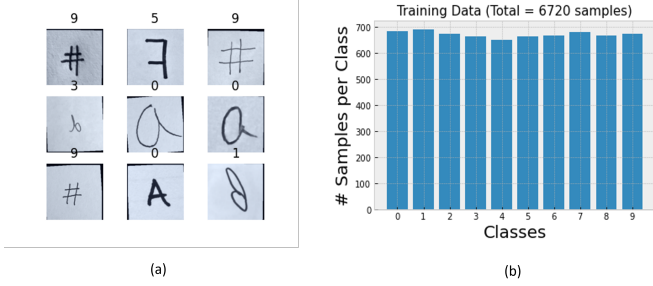 9 5 9
# F #
3 0 0
b a a
9 0 1
# A
Training Data (Total = 6720 samples)
# Samples per Class
700
600
500
400
300
200
100
0
0 1 2 3 4 5 6 7 8 9
Classes
(a)
(b)